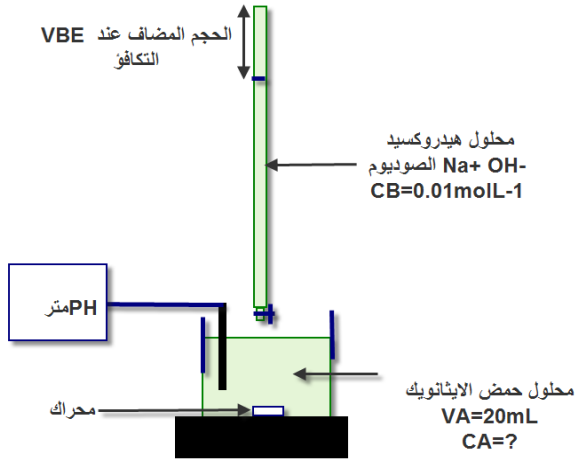 الحجم المضاف عند VBE
التكافؤ
محلول هيدروكسيد
الصوديوم Na+ OH-
CB=0.01molL-1
PHمتر
محلول حمض الايثانويك
VA=20mL
CA=?
محراك